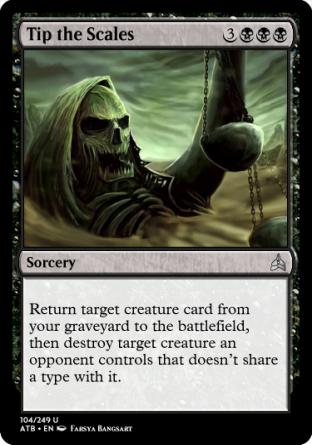 Tip the Scales 3
Sorcery
Return target creature card from
your graveyard to the battlefield,
then destroy target creature an
opponent controls that doesn't share
a type with it.
104/249 U
ATB • EN Farsya Bangsart